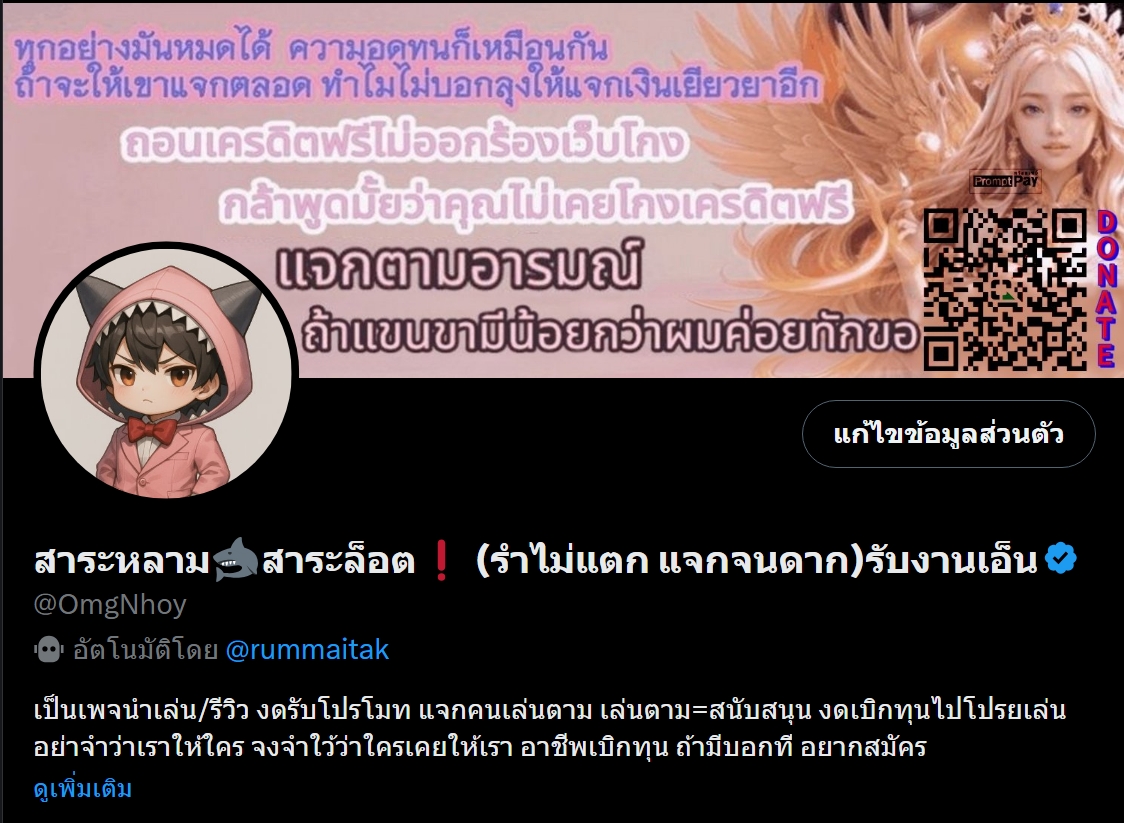 ทุกอย่างมันหมดได้ ความอดทนก็เหมือนกัน
ถ้าจะให้เขาแจกตลอด ทำไมไม่บอกลุงให้แจกเงินเยียวยาอีก
ถอนเครดิตฟรีไม่ออกร้องเว็บโกง
กล้าพูดมั้ยว่าคุณไม่เคยโกงเครดิตฟรี
แจกตามอารมณ์
ถ้าแขนขามีน้อยกว่าผมค่อยทักขอ
PromptPay
DONATE
แก้ไขข้อมูลส่วนตัว
สาระหลาม🦈สาระล็อต❗ (รำไม่แตก แจกจนดาก)รับงานเอ็น
@OmgNhoy
อัตโนมัติโดย @rummaitak
เป็นเพจนำเล่น/รีวิว งดรับโปรโมท แจกคนเล่นตาม เล่นตาม=สนับสนุน งดเบิกทุนไปโปรยเล่น
อย่าจำว่าเราให้ใคร จงจำใว้ว่าใครเคยให้เรา อาชีพเบิกทุน ถ้ามีบอกที อยากสมัคร
ดูเพิ่มเติม